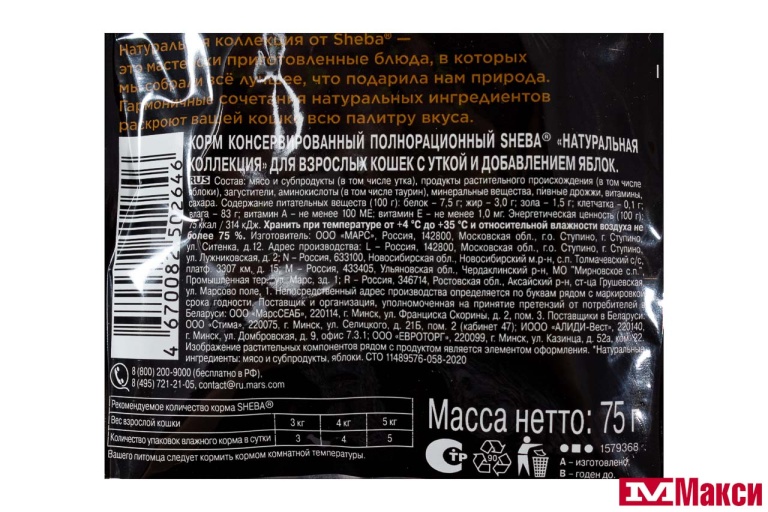 Натуральная коллекция от Sheba® —
это мастерски приготовленные блюда, в которых
мы собрали всё лучшее, что подарила нам природа.
Гармоничные сочетания натуральных ингредиентов
раскроют вашей кошке всю палитру вкуса.
КОРМ КОНСЕРВИРОВАННЫЙ ПОЛНОРАЦИОННЫЙ SHEBA® «НАТУРАЛЬНАЯ
КОЛЛЕКЦИЯ» ДЛЯ ВЗРОСЛЫХ КОШЕК С УТКОЙ И ДОБАВЛЕНИЕМ ЯБЛОК.
RUS Состав: мясо и субпродукты (в том числе утка), продукты растительного происхождения (в том числе
яблоки), загустители, аминокислоты (в том числе таурин), минеральные вещества, пивные дрожжи, витамины,
сахара. Содержание питательных веществ (100 г): белок – 7,5 г; жир – 3,0 г; зола – 1,5 г; клетчатка – 0,1 г;
влага – 83 г; витамин А – не менее 100 МЕ; витамин Е – не менее 1,0 мг. Энергетическая ценность (100 г):
75 ккал / 314 кДж. Хранить при температуре от +4 °C до +35 °C и относительной влажности воздуха не
более 75 %. Изготовитель: ООО «МАРС», Россия, 142800, Московская обл., г.о. Ступино, г. Ступино,
ул. Ситенка, д.12. Адрес производства: L – Россия, 142800, Московская обл., г.о. Ступино, г. Ступино,
ул. Лужниковская, д. 2; N – Россия, 633100, Новосибирская обл., Новосибирский м.р-н, с.п. Толмачевский с/с,
платф. 3307 км, д. 15; M – Россия, 433405, Ульяновская обл., Чердаклинский р-н, МО "Мирновское с.п.",
Промышленная тер. ул. Марс, зд. 1; R – Россия, 346714, Ростовская обл., Аксайский р-н, ст-ца Грушевская
ул. Марсово поле, 1. Непосредственный адрес производства определяется по буквам рядом с маркировкой
срока годности. Поставщик и организация, уполномоченная на принятие претензий от потребителей в
Беларуси: ООО «МарсСЕАБ», 220114, г. Минск, ул. Франциска Скорины, д. 2, пом. 3. Поставщики в Беларуси:
ООО «Стима», 220075, г. Минск, ул. Селицкого, д. 21Б, пом. 2 (кабинет 47); ИООО «АЛИДИ-Вест», 220140,
г. Минск, ул. Домбровская, д. 9, офис 7.3.1; ООО «ЕВРОТОРГ», 220099, г. Минск, ул. Казинца, д. 52а, ком. 22.
Изображение растительных компонентов рядом с продуктом является элементом оформления. *Натуральные
ингредиенты: мясо и субпродукты, яблоки. СТО 11489576-058-2020
4 670082 502646
8 (800) 200-9000 (бесплатно в РФ),
8 (495) 721-21-05, contact@ru.mars.com
Рекомендуемое количество корма SHEBA®
Вес взрослой кошки 3 кг 4 кг 5 кг
Количество упаковок влажного корма в сутки 3 4 5
Вашего питомца следует кормить кормом комнатной температуры.
Масса нетто: 75 г
СТР
90
1579368
А – изготовлено.
В – годен до.
Макси